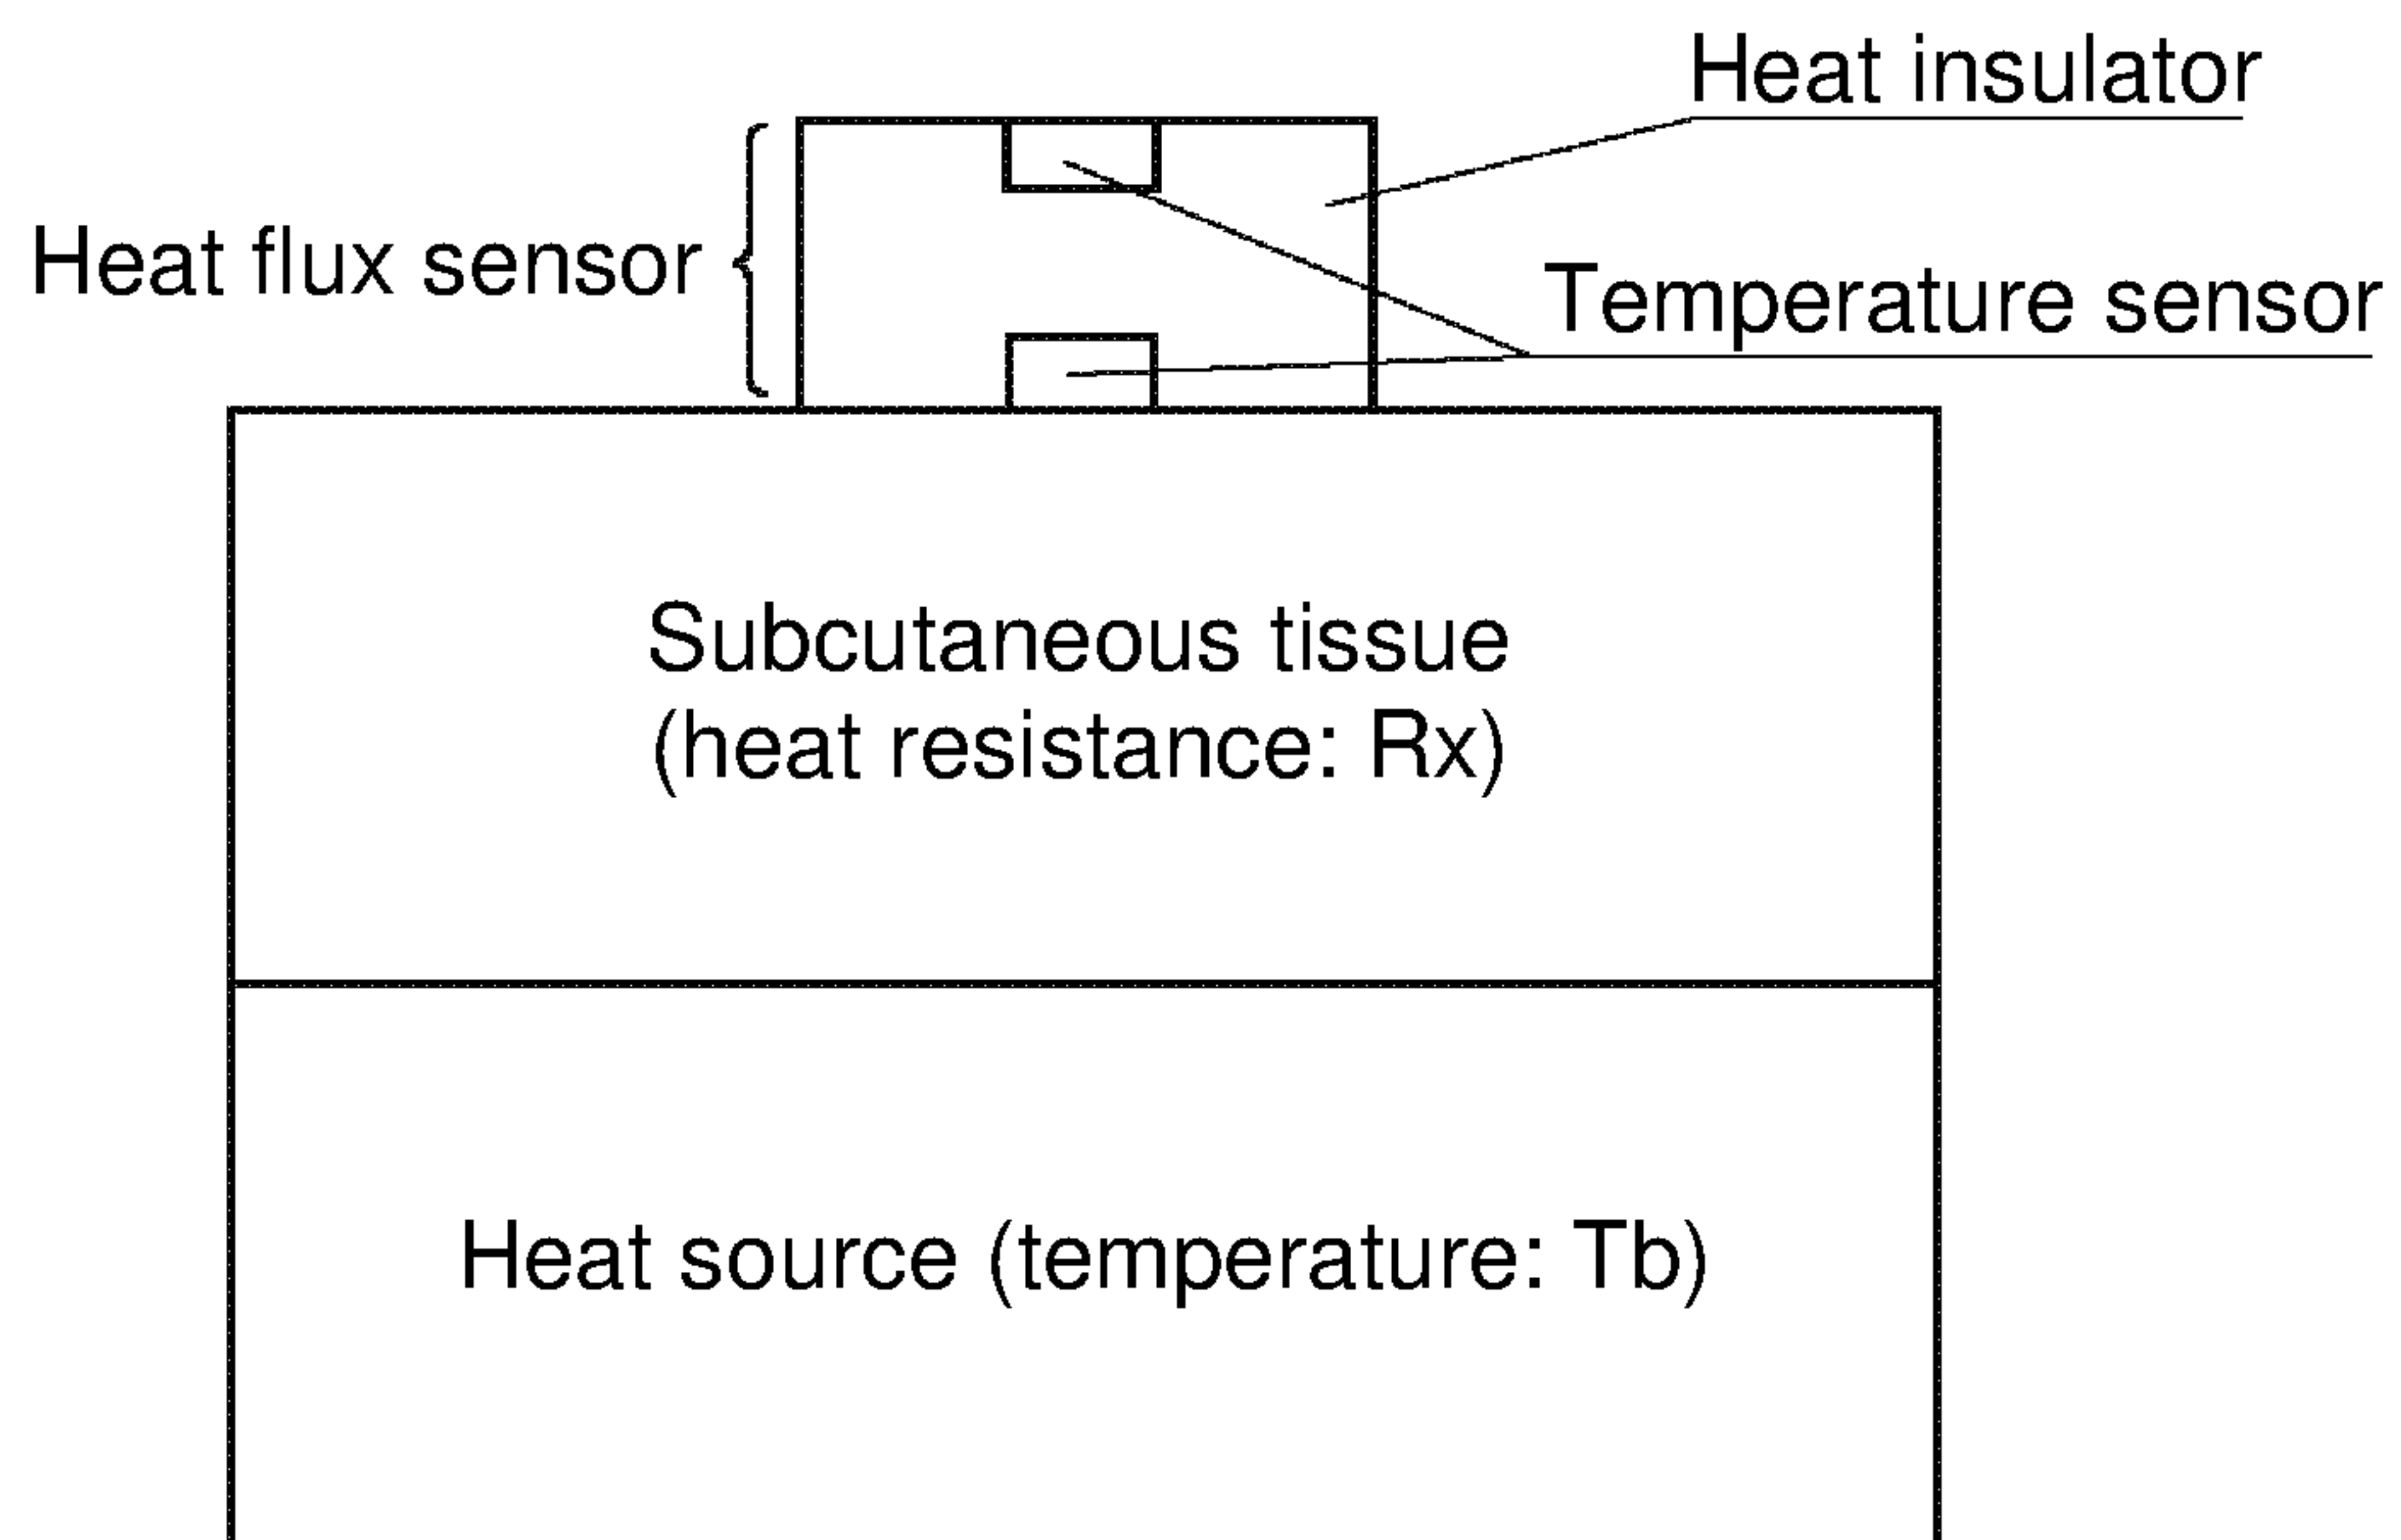 Heat insulator
Heat flux sensor
Temperature sensor
Subcutaneous tissue
(heat resistance: Rx)
Heat source (temperature: Tb)